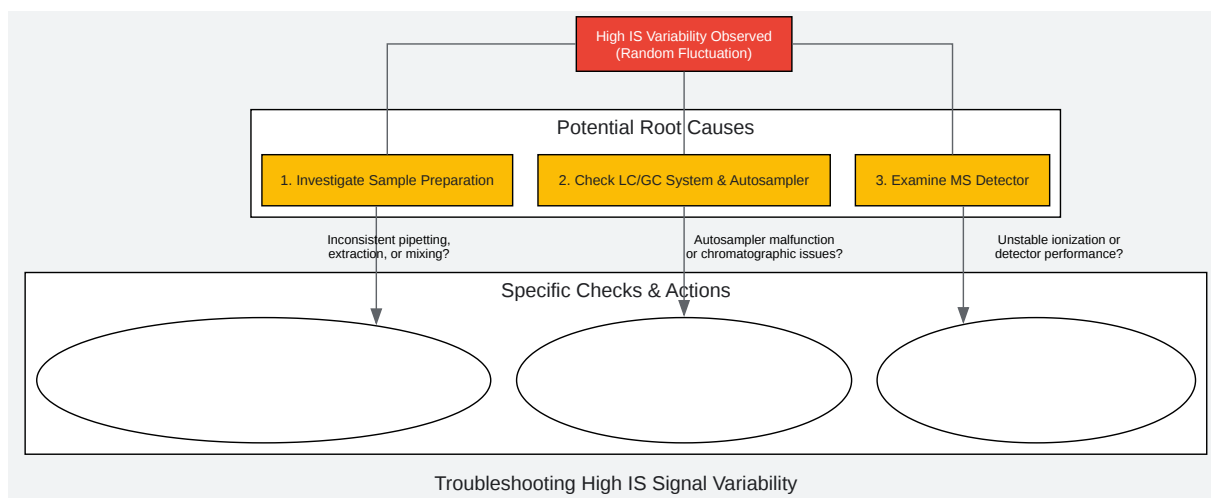 High IS Variability Observed
(Random Fluctuation)
Potential Root Causes
1. Investigate Sample Preparation
2. Check LC/GC System & Autosampler
3. Examine MS Detector
Inconsistent pipetting,
extraction, or mixing?
Autosampler malfunction
or chromatographic issues?
Unstable ionization or
detector performance?
Specific Checks & Actions
Troubleshooting High IS Signal Variability